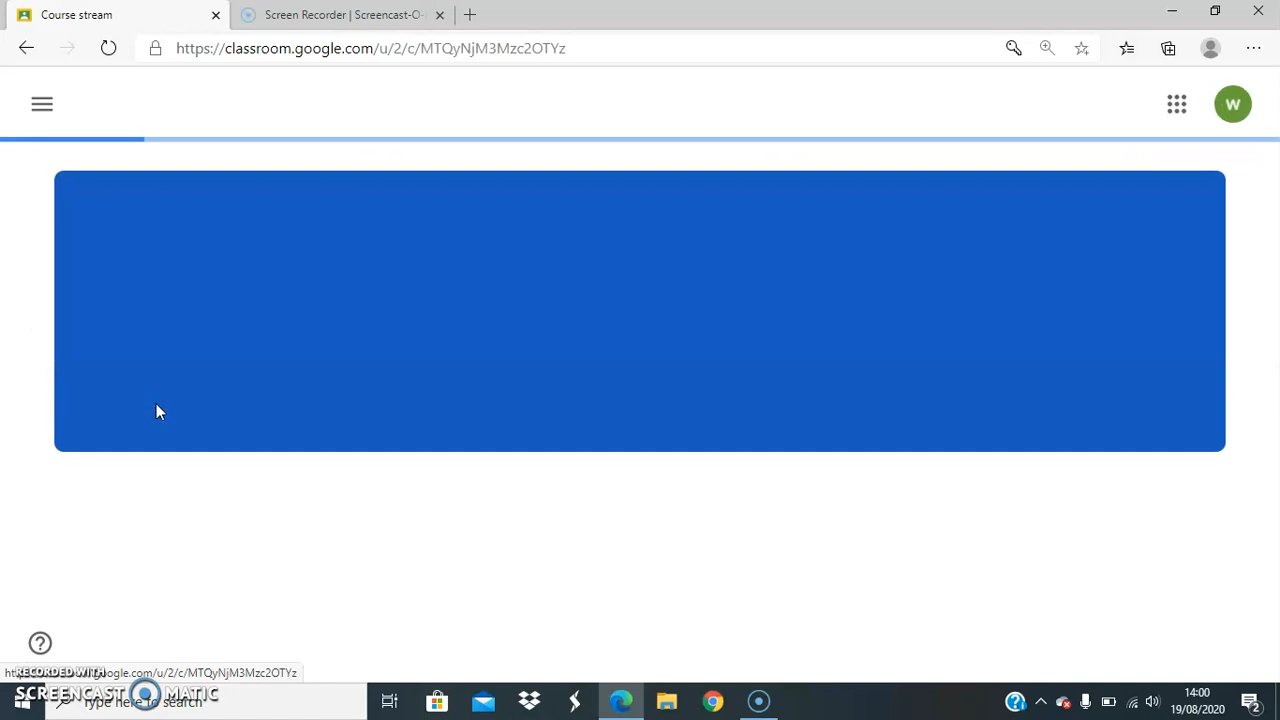 Course stream
Screen Recorder | Screencast-O-
https://classroom.google.com/u/2/c/MTQyNjM3Mzc2OTYz
W
?
google.com/u/2/c/MTQyNjM3Mzc2OTYz
RECORDED WITH
SCREENCAST MATIC
Type here to search
14:00
19/08/2020
2